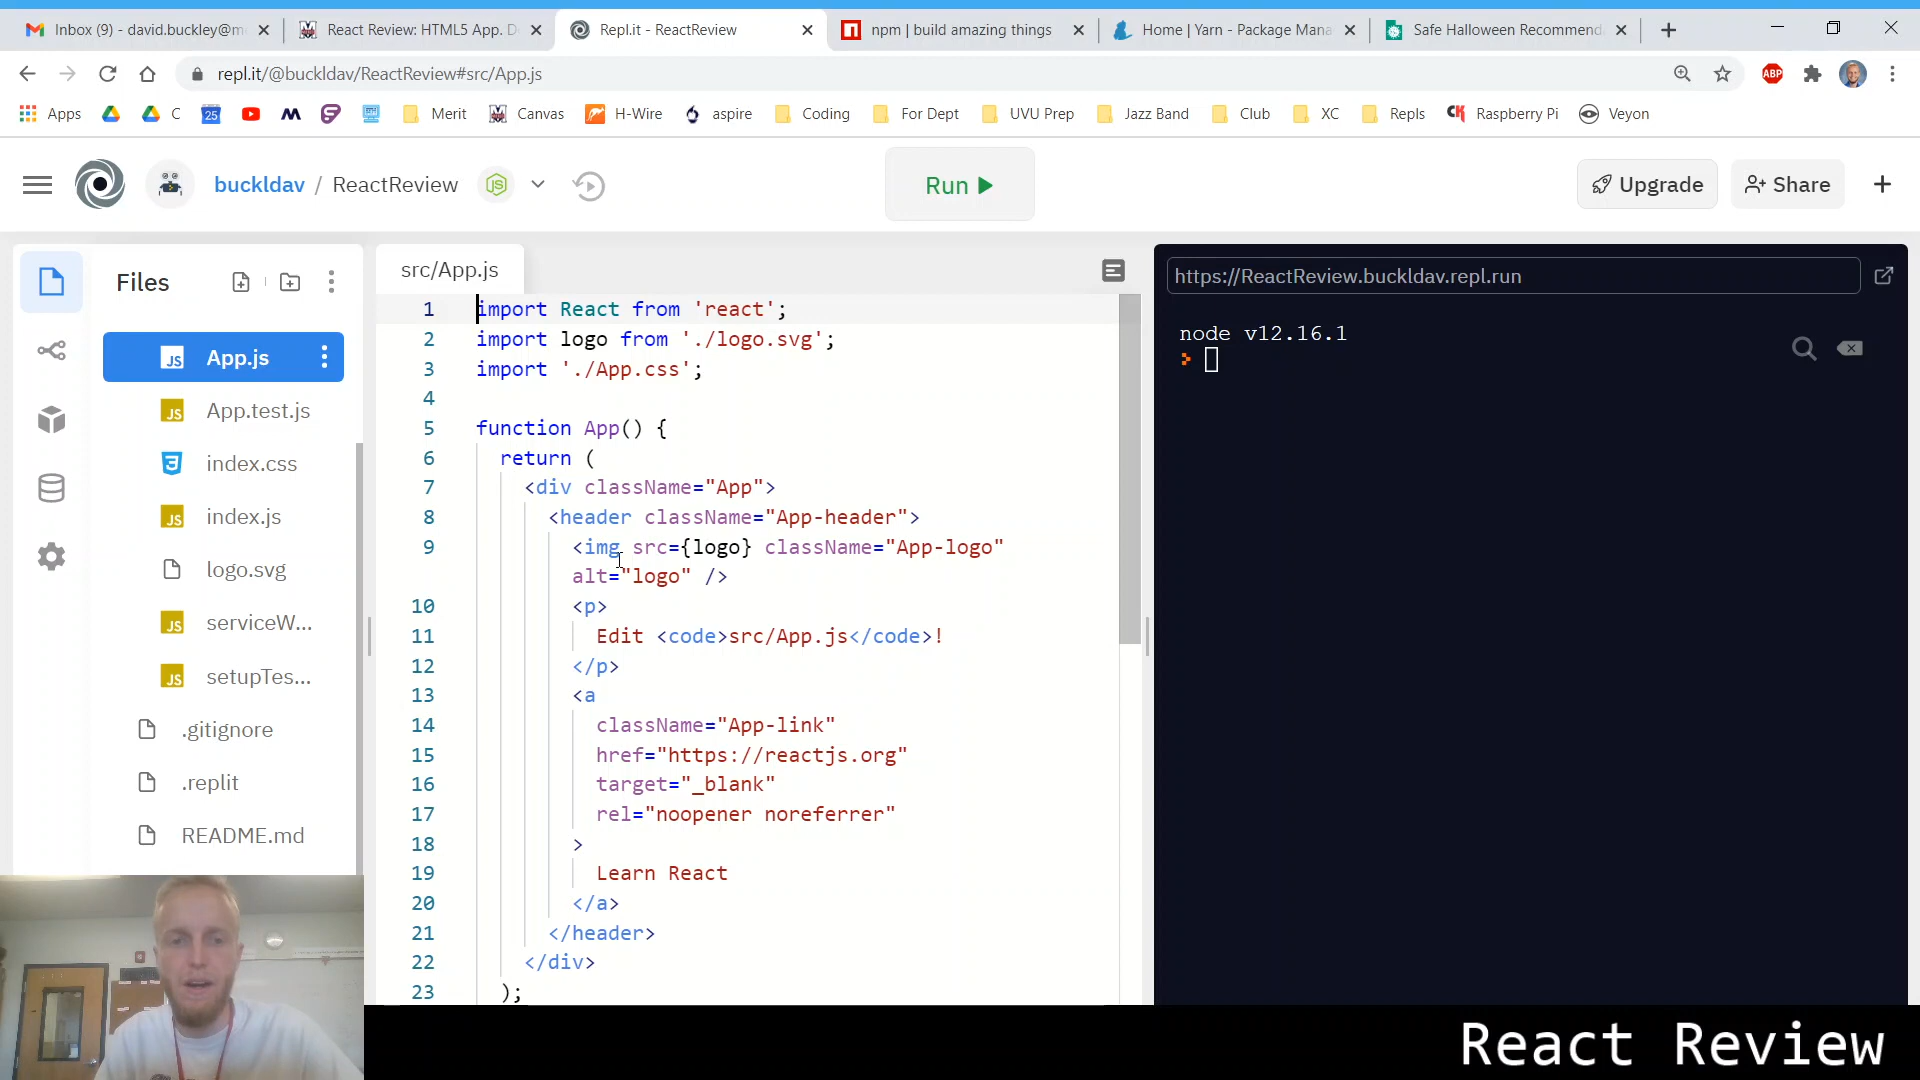 Inbox (9) - david.buckley@m
React Review: HTML5 App. De
Repl.it - ReactReview
npm | build amazing things
Home | Yarn - Package Mana
Safe Halloween Recommend
repl.it/@buckldav/ReactReview#src/App.js
ABP
Apps
C
25
Merit
Canvas
H-Wire
aspire
Coding
For Dept
UVU Prep
Jazz Band
Club
XC
Repls
Raspberry Pi
Veyon
buckldav / ReactReview
Run
Upgrade
Share
Files
App.js
App.test.js
index.css
index.js
logo.svg
serviceW...
setupTes...
.gitignore
.replit
README.md
src/App.js
1 import React from 'react';
2 import logo from './logo.svg';
3 import './App.css';
4
5 function App() {
6 return (
7 <div className="App">
8 <header className="App-header">
9 <img src={logo} className="App-logo"
alt="logo" />
10 <p>
11 Edit <code>src/App.js</code>!
12 </p>
13 <a
14 className="App-link"
15 href="https://reactjs.org"
16 target="_blank"
17 rel="noopener noreferrer"
18 >
19 Learn React
20 </a>
21 </header>
22 </div>
23 );
https://ReactReview.buckldav.repl.run
node v12.16.1
React Review